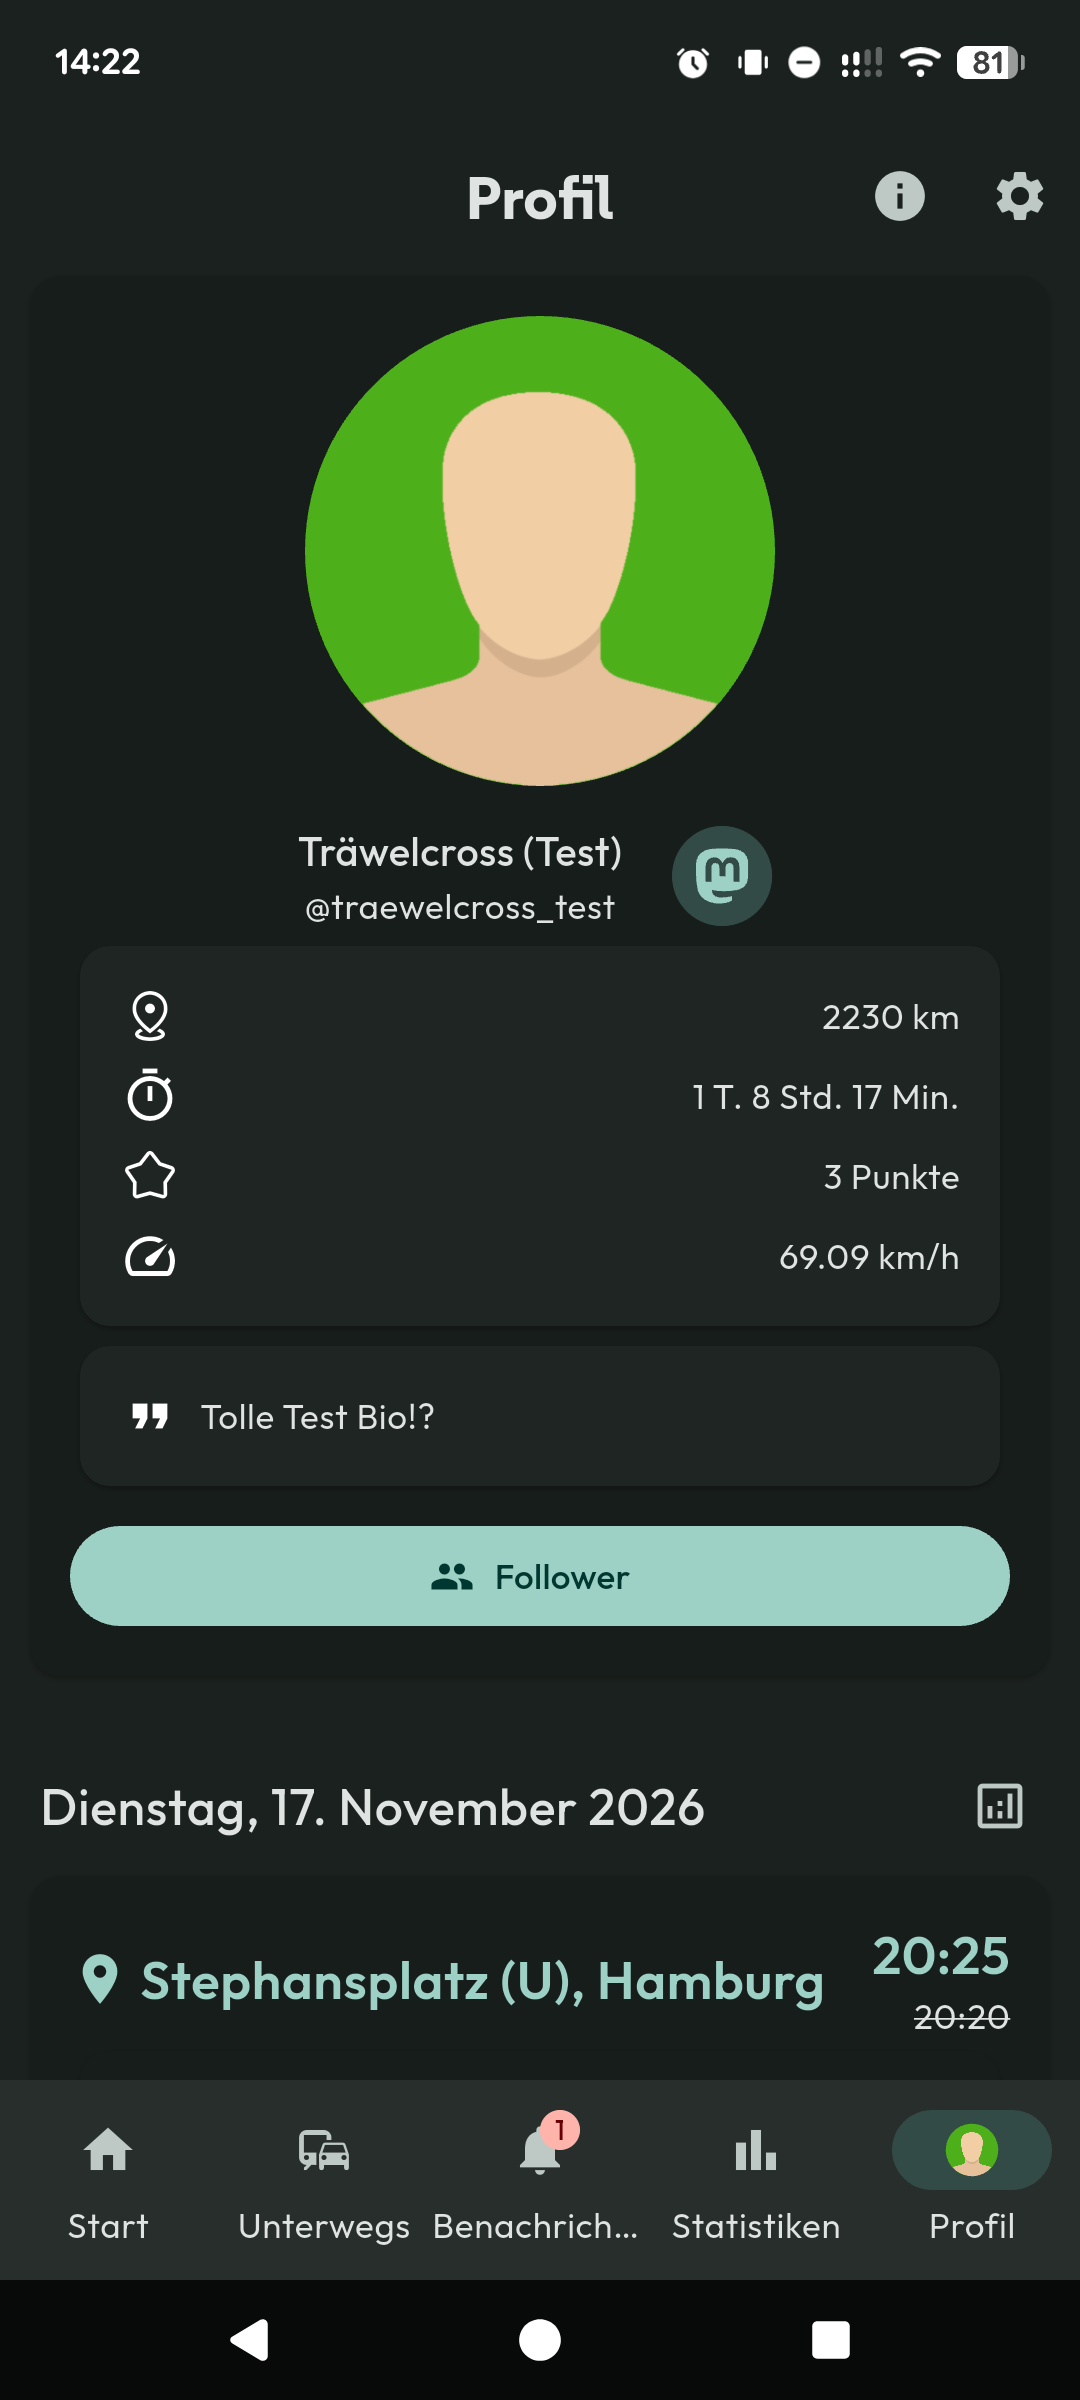 14:22
81
Profil
Träwelcross (Test)
@traewelcross_test
2230 km
1 T. 8 Std. 17 Min.
3 Punkte
69.09 km/h
Tolle Test Bio!?
Follower
Dienstag, 17. November 2026
Stephansplatz (U), Hamburg
20:25
20:20
1
Start
Unterwegs
Benachrich...
Statistiken
Profil